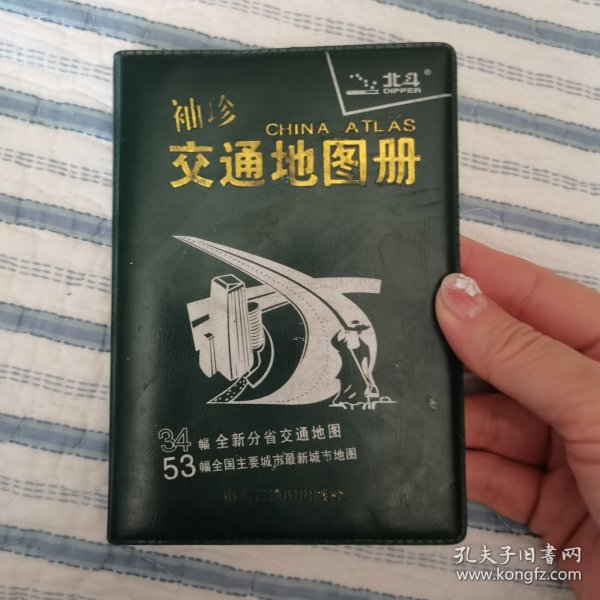 北斗®
DIPPER
袖珍
CHINA ATLAS
交通地图册
34幅 全新分省交通地图
53幅全国主要城市最新城市地图
孔夫子旧书网
www.kongfz.com